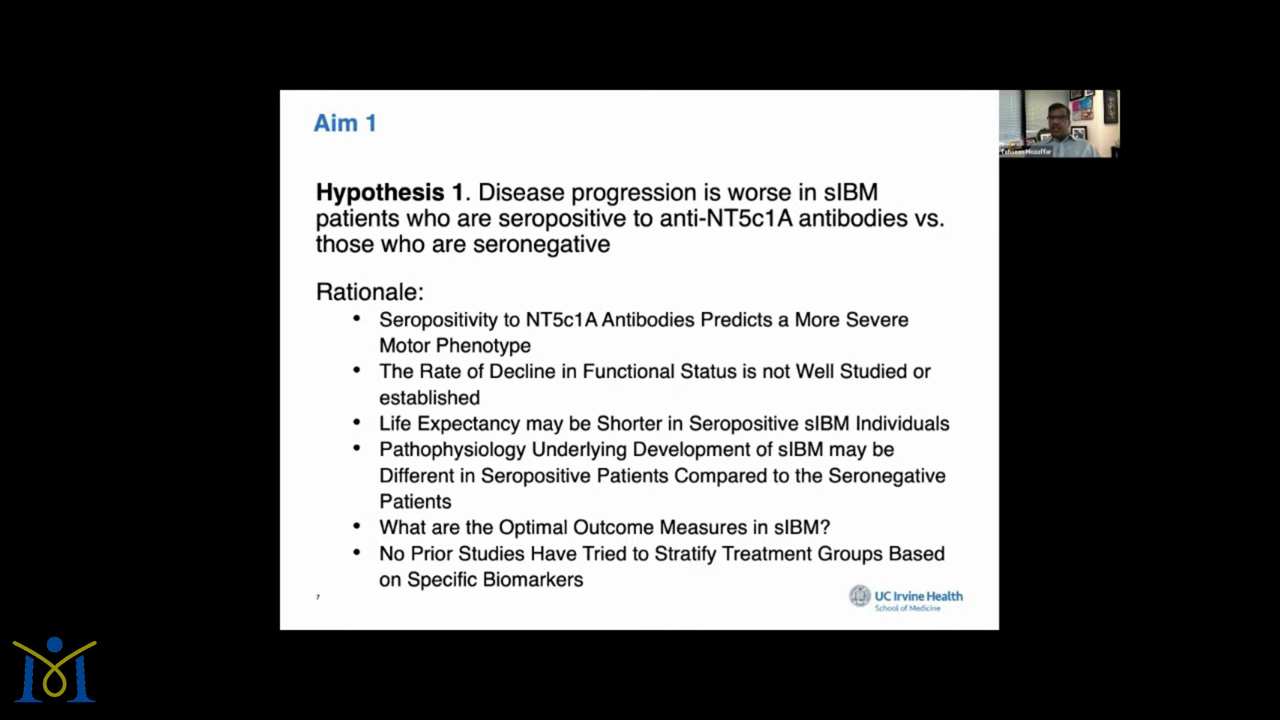 Aim 1
Hypothesis 1. Disease progression is worse in sIBM
patients who are seropositive to anti-NT5c1A antibodies vs.
those who are seronegative
Rationale:
• Seropositivity to NT5c1A Antibodies Predicts a More Severe
Motor Phenotype
• The Rate of Decline in Functional Status is not Well Studied or
established
• Life Expectancy may be Shorter in Seropositive sIBM Individuals
• Pathophysiology Underlying Development of sIBM may be
Different in Seropositive Patients Compared to the Seronegative
Patients
• What are the Optimal Outcome Measures in sIBM?
• No Prior Studies Have Tried to Stratify Treatment Groups Based
on Specific Biomarkers
7
UC Irvine Health
School of Medicine
Tahseen Mozaffar